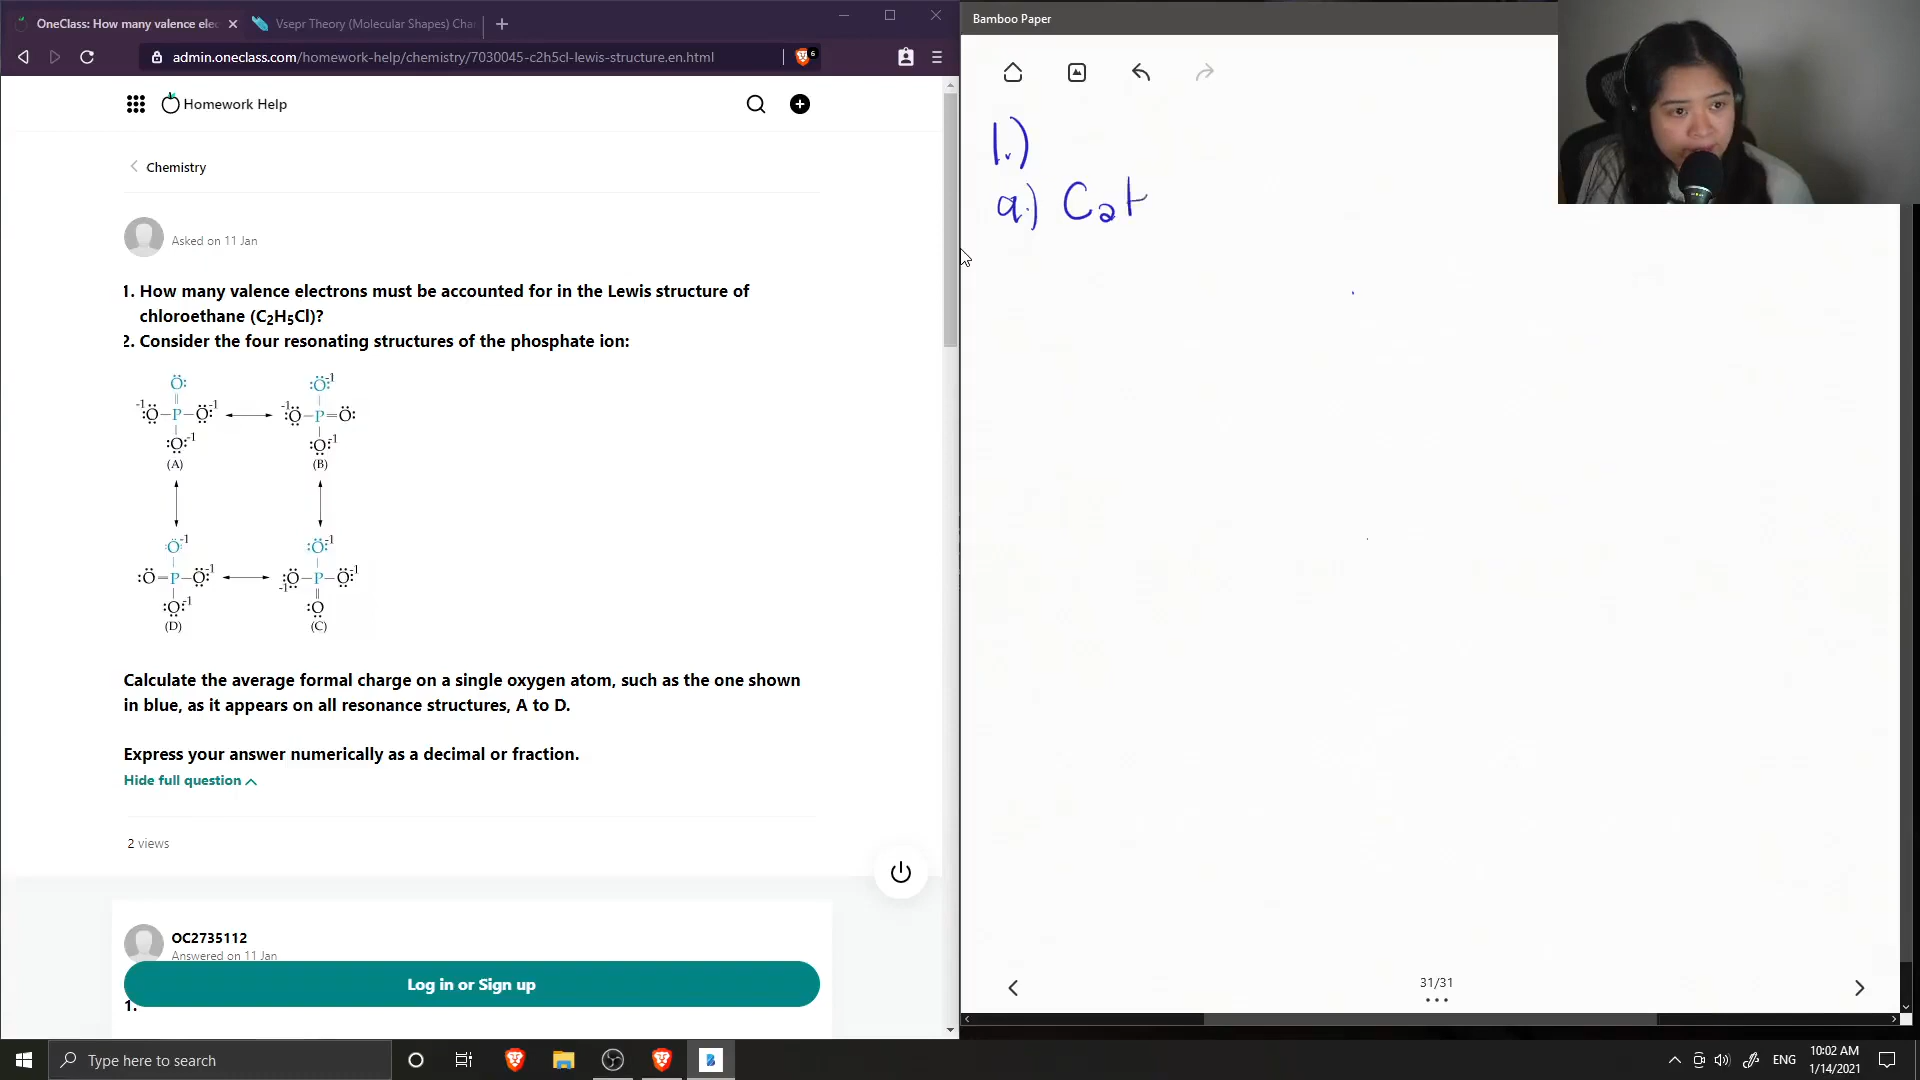 OneClass: How many valence ele
Vsepr Theory (Molecular Shapes) Cha
admin.oneclass.com/homework-help/chemistry/7030045-c2h5cl-lewis-structure.en.html
6
Homework Help
Chemistry
Asked on 11 Jan
1. How many valence electrons must be accounted for in the Lewis structure of
chloroethane (C₂H₅Cl)?
2. Consider the four resonating structures of the phosphate ion:
(A)
(B)
(D)
(C)
Calculate the average formal charge on a single oxygen atom, such as the one shown
in blue, as it appears on all resonance structures, A to D.
Express your answer numerically as a decimal or fraction.
Hide full question
2 views
OC2735112
Answered on 11 Jan
Log in or Sign up
1.
Bamboo Paper
1.)
a.) C₂H
31/31
Type here to search
ENG
10:02 AM
1/14/2021